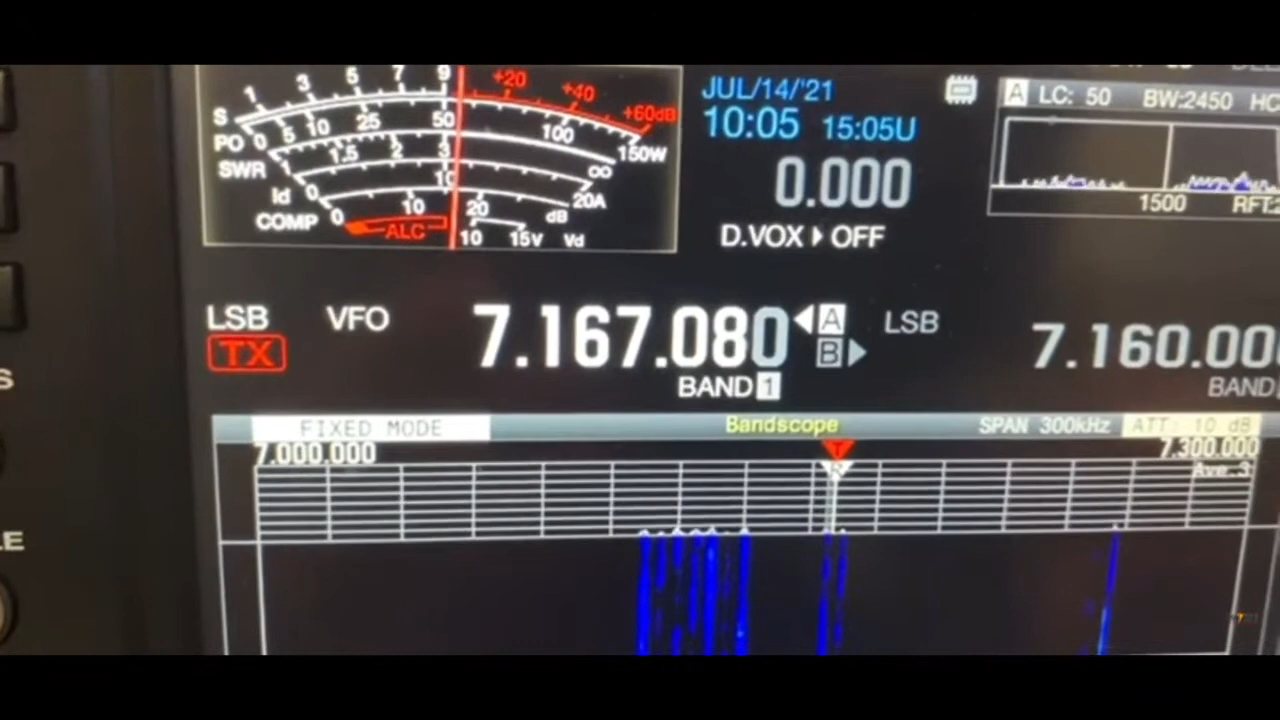 S 1 3 5 7 9 +20 +40 +60dB
PO 0 5 10 25 50 100 150W
SWR 1 1.5 2 3 ∞
Id 0 10 20A
COMP 0 10 20 dB
ALC 10 15V Vd
JUL/14/'21
10:05 15:05U
0.000
D.VOX OFF
A LC: 50 BW:2450
1500
LSB VFO 7.167.080 A LSB 7.160.00
TX B
BAND 1 BAND
FIXED MODE Bandscope SPAN 300kHz ATT: 10 dB
7.000.000 T 7.300.000
R Ave.3
S
LE